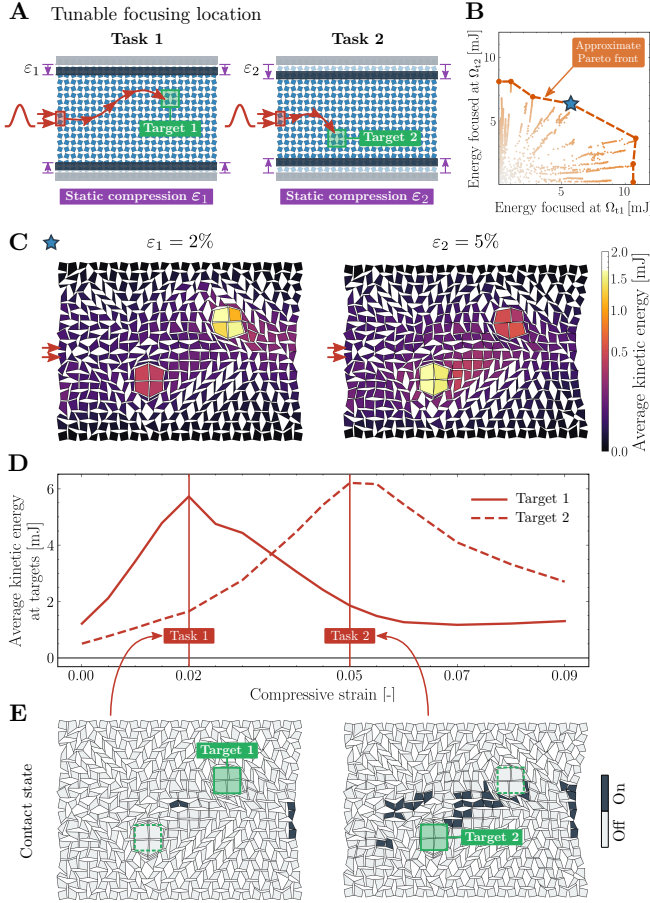 A
Tunable focusing location
Task 1
Task 2
ε₁
ε₂
Target 1
Target 2
Static compression ε₁
Static compression ε₂
B
Energy focused at Ωt2 [mJ]
10
5
Approximate
Pareto front
0
5
10
Energy focused at Ωt1 [mJ]
C
ε₁ = 2%
ε₂ = 5%
2.0
1.5
1.0
0.5
0.0
Average kinetic energy [mJ]
D
Average kinetic energy
at targets [mJ]
6
4
2
0
Target 1
Target 2
Task 1
Task 2
0.00
0.02
0.05
0.07
0.09
Compressive strain [-]
E
Contact state
Target 1
Target 2
On
Off